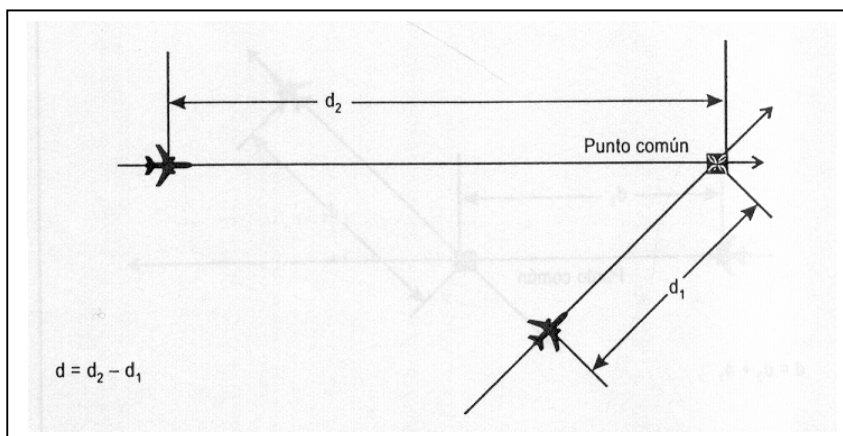 d₂
Punto común
d₁
d = d₂ − d₁